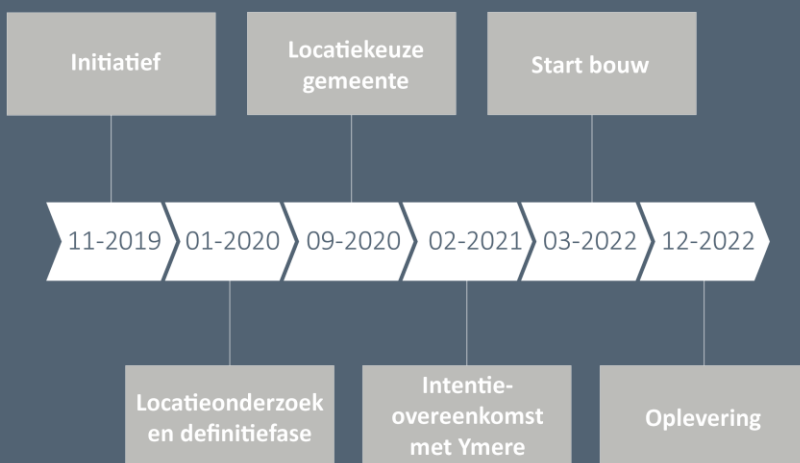 Initiatief
Locatiekeuze
gemeente
Start bouw
11-2019
01-2020
09-2020
02-2021
03-2022
12-2022
Locatieonderzoek
en definitiefase
Intentie-
overeenkomst
met Ymere
Oplevering